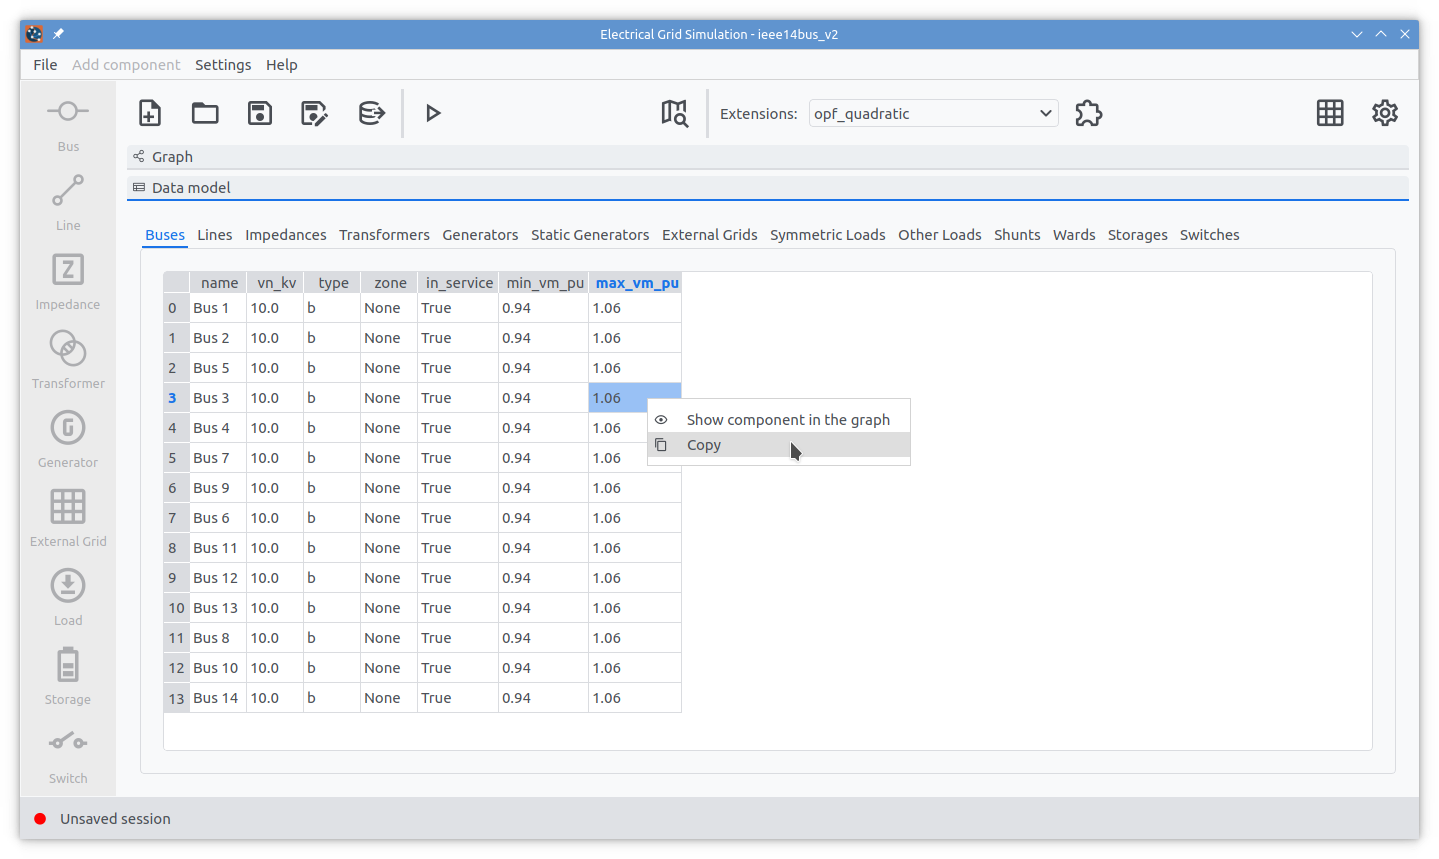 Electrical Grid Simulation - ieee14bus_v2
File Add component Settings Help
Extensions: opf_quadratic
Bus
Line
Impedance
Transformer
Generator
External Grid
Load
Storage
Switch
Graph
Data model
Buses Lines Impedances Transformers Generators Static Generators External Grids Symmetric Loads Other Loads Shunts Wards Storages Switches
name vn_kv type zone in_service min_vm_pu max_vm_pu
0 Bus 1 10.0 b None True 0.94 1.06
1 Bus 2 10.0 b None True 0.94 1.06
2 Bus 5 10.0 b None True 0.94 1.06
3 Bus 3 10.0 b None True 0.94 1.06
4 Bus 4 10.0 b None True 0.94 1.06
5 Bus 7 10.0 b None True 0.94 1.06
6 Bus 9 10.0 b None True 0.94 1.06
7 Bus 6 10.0 b None True 0.94 1.06
8 Bus 11 10.0 b None True 0.94 1.06
9 Bus 12 10.0 b None True 0.94 1.06
10 Bus 13 10.0 b None True 0.94 1.06
11 Bus 8 10.0 b None True 0.94 1.06
12 Bus 10 10.0 b None True 0.94 1.06
13 Bus 14 10.0 b None True 0.94 1.06
Show component in the graph
Copy
Unsaved session